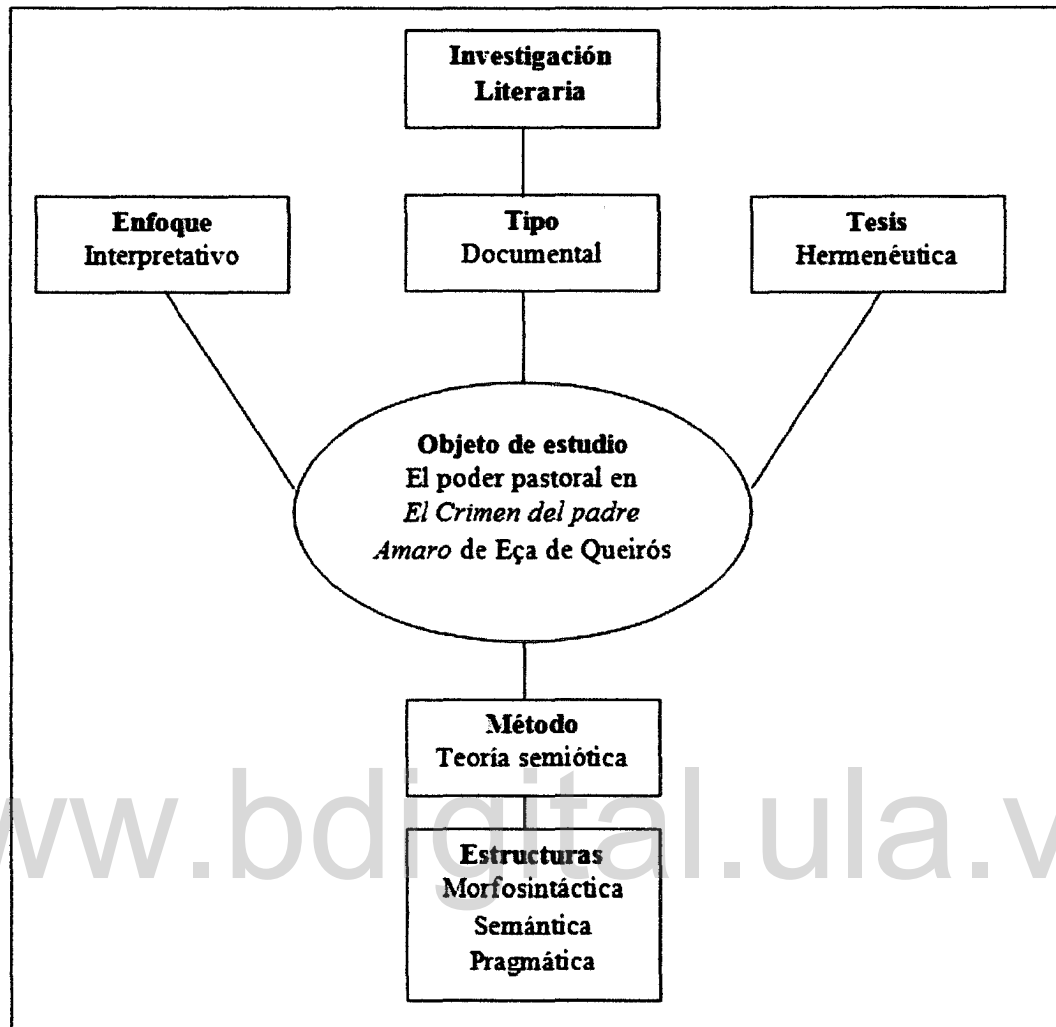 Investigación
Literaria
Enfoque
Interpretativo
Tipo
Documental
Tesis
Hermenéutica
Objeto de estudio
El poder pastoral en
El Crimen del padre
Amaro de Eça de Queirós
Método
Teoría semiótica
www.bdigital.ula.v
Estructuras
Morfosintáctica
Semántica
Pragmática